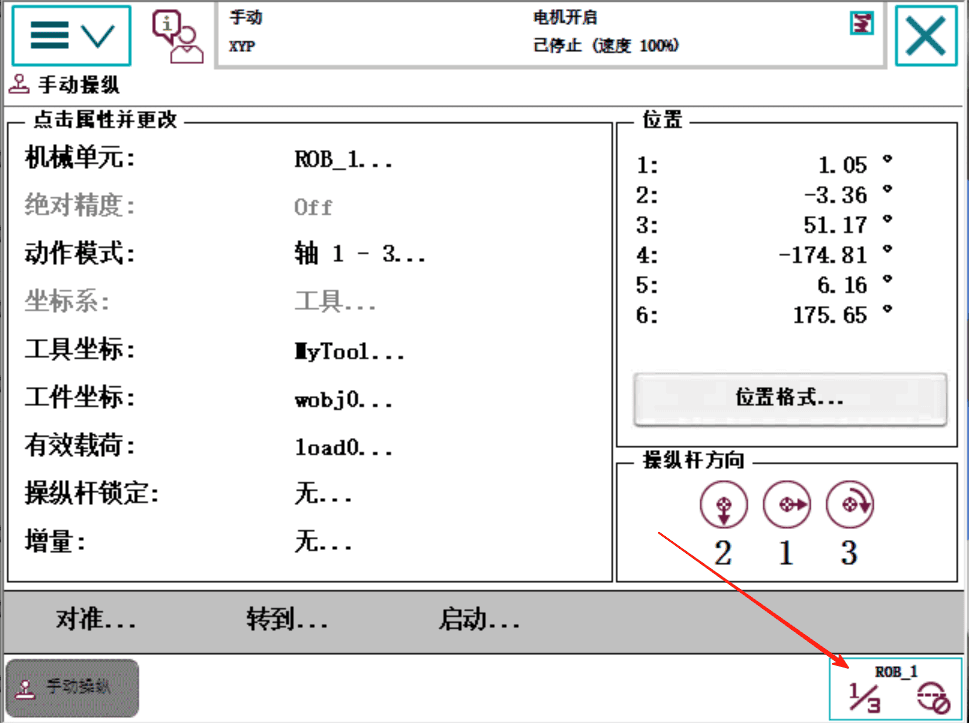 手动
XYP
电机开启
已停止 (速度 100%)
手动操纵
点击属性并更改
机械单元: ROB_1...
绝对精度: Off
动作模式: 轴 1 - 3...
坐标系: 工具...
工具坐标: MyTool...
工件坐标: wobj0...
有效载荷: load0...
操纵杆锁定: 无...
增量: 无...
位置
1: 1.05 °
2: -3.36 °
3: 51.17 °
4: -174.81 °
5: 6.16 °
6: 175.65 °
位置格式...
操纵杆方向
2 1 3
对准... 转到... 启动...
手动操纵
ROB_1
1/3